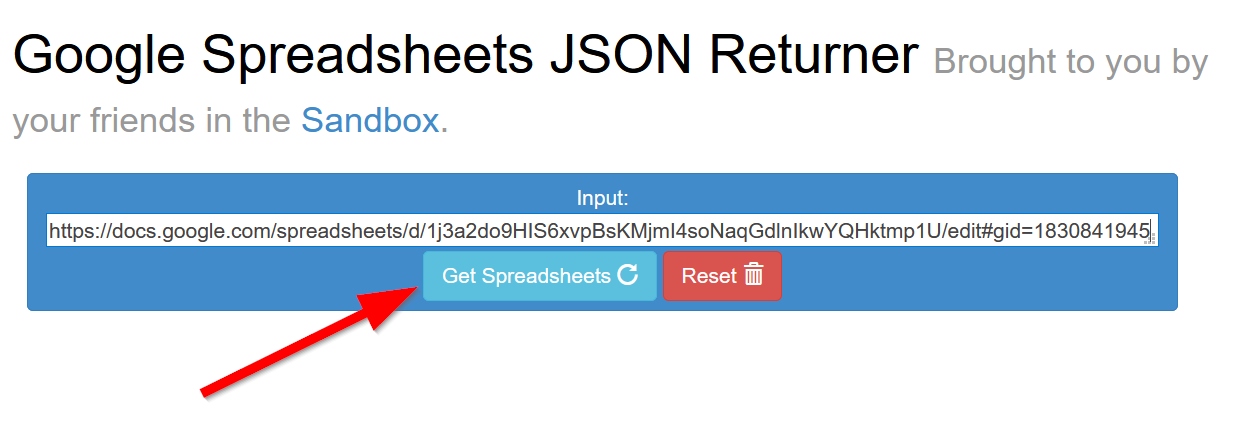 Google Spreadsheets JSON Returner Brought to you by
your friends in the Sandbox.
Input:
https://docs.google.com/spreadsheets/d/1j3a2do9HIS6xvpBsKMjmI4soNaqGdlnIkwYQHktmp1U/edit#gid=1830841945
Get Spreadsheets Reset